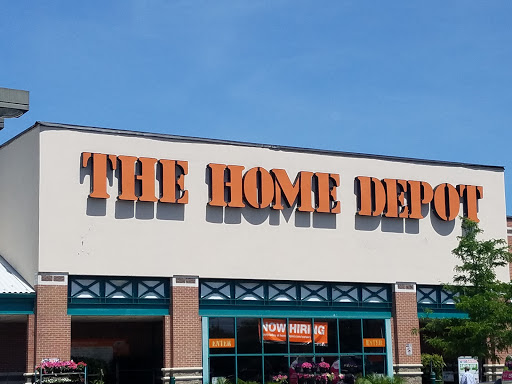 THE HOME DEPOT
NOW HIRING
ENTER
ENTER